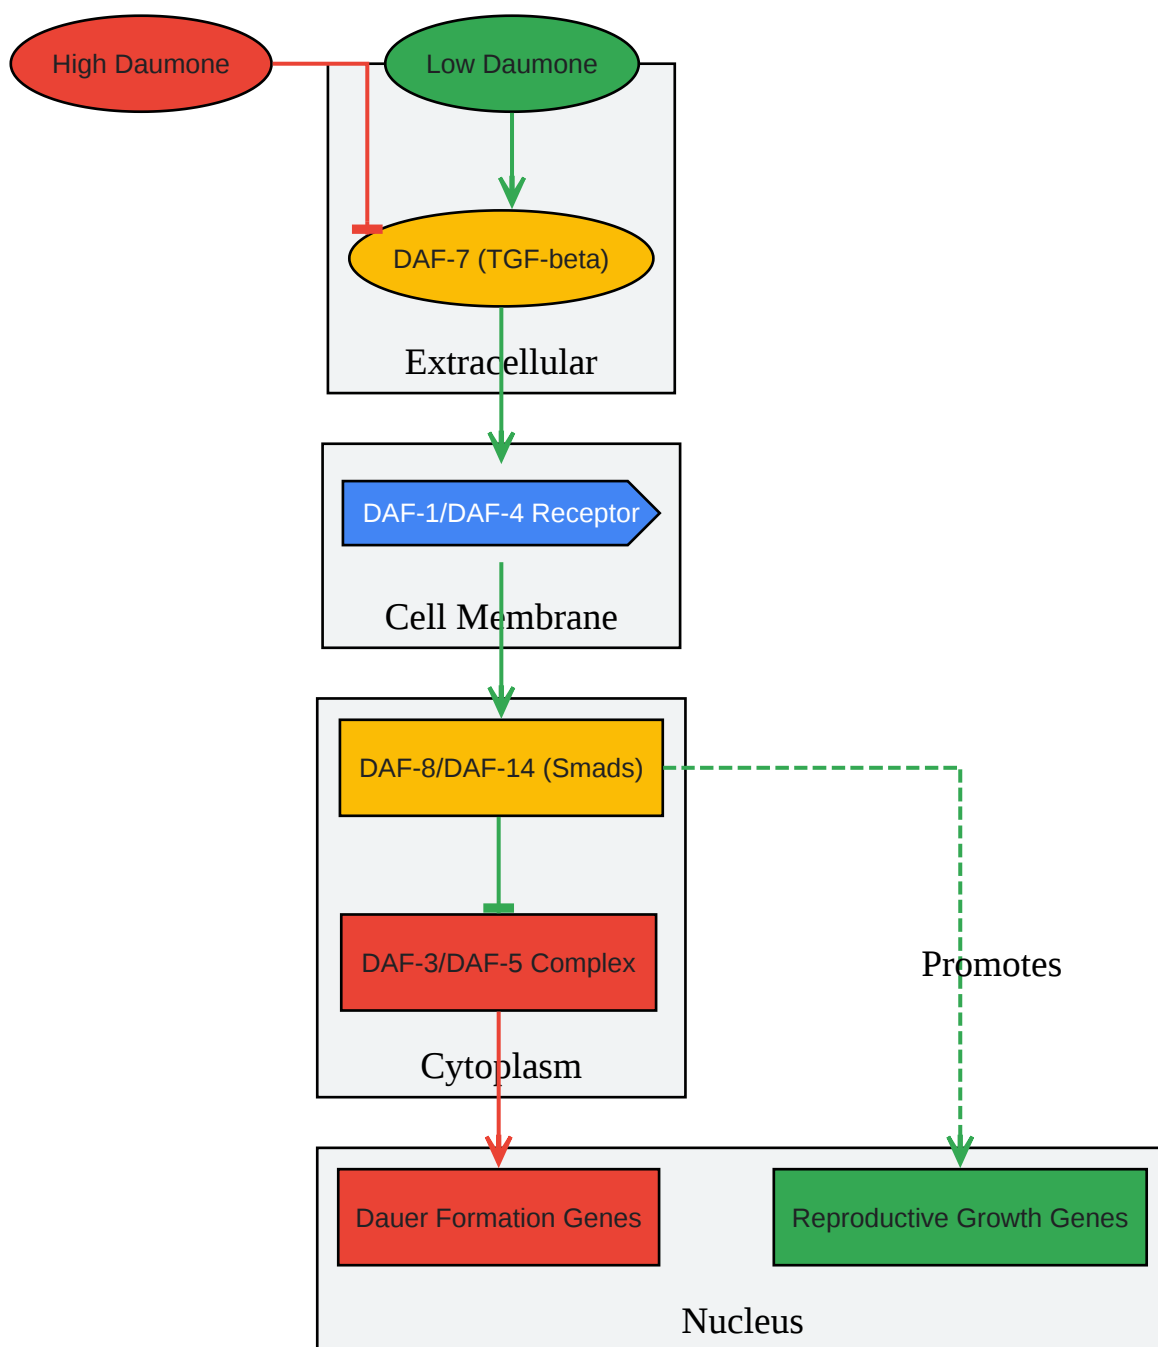 High Daumone
Low Daumone
DAF-7 (TGF-beta)
Extracellular
DAF-1/DAF-4 Receptor
Cell Membrane
DAF-8/DAF-14 (Smads)
DAF-3/DAF-5 Complex
Promotes
Cytoplasm
Dauer Formation Genes
Reproductive Growth Genes
Nucleus